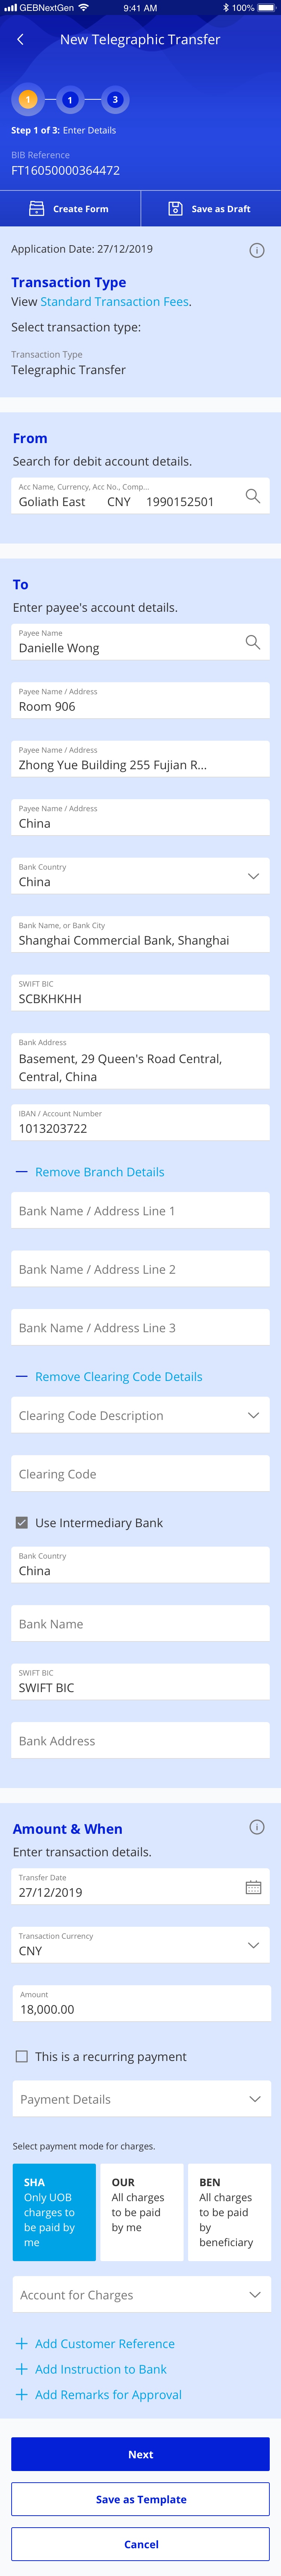 GEBNextGen 9:41 AM 100%
New Telegraphic Transfer
1 1 3
Step 1 of 3: Enter Details
BIB Reference
FT16050000364472
Create Form Save as Draft
Application Date: 27/12/2019
Transaction Type
View Standard Transaction Fees.
Select transaction type:
Transaction Type
Telegraphic Transfer
From
Search for debit account details.
Acc Name, Currency, Acc No., Comp...
Goliath East CNY 1990152501
To
Enter payee's account details.
Payee Name
Danielle Wong
Payee Name / Address
Room 906
Payee Name / Address
Zhong Yue Building 255 Fujian R...
Payee Name / Address
China
Bank Country
China
Bank Name, or Bank City
Shanghai Commercial Bank, Shanghai
SWIFT BIC
SCBKHKHH
Bank Address
Basement, 29 Queen's Road Central,
Central, China
IBAN / Account Number
1013203722
Remove Branch Details
Bank Name / Address Line 1
Bank Name / Address Line 2
Bank Name / Address Line 3
Remove Clearing Code Details
Clearing Code Description
Clearing Code
Use Intermediary Bank
Bank Country
China
Bank Name
SWIFT BIC
SWIFT BIC
Bank Address
Amount & When
Enter transaction details.
Transfer Date
27/12/2019
Transaction Currency
CNY
Amount
18,000.00
This is a recurring payment
Payment Details
Select payment mode for charges.
SHA
Only UOB
charges to
be paid by
me
OUR
All charges
to be paid
by me
BEN
All charges
to be paid
by
beneficiary
Account for Charges
Add Customer Reference
Add Instruction to Bank
Add Remarks for Approval
Next
Save as Template
Cancel